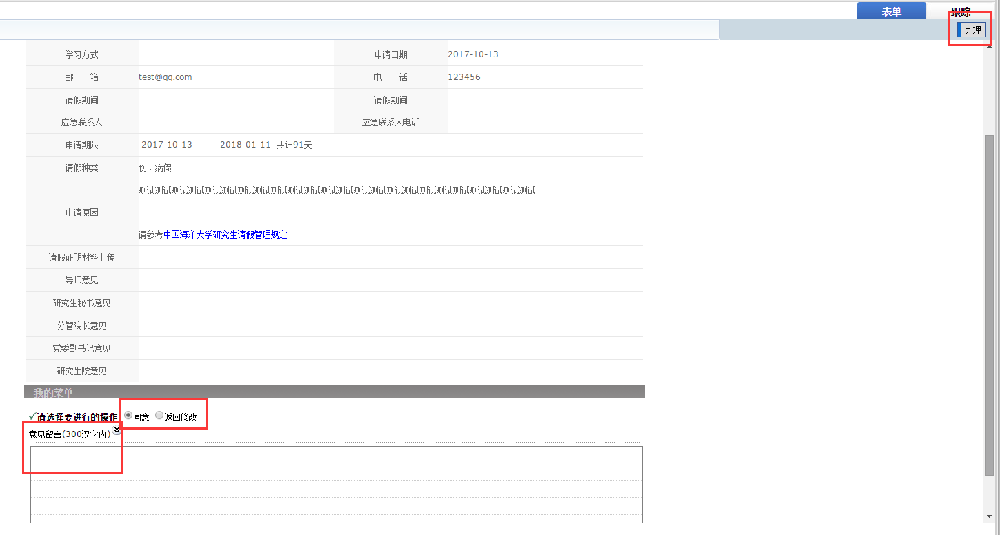 表单 跟踪
办理
学习方式 申请日期 2017-10-13
邮 箱 test@qq.com 电 话 123456
请假期间 请假期间
应急联系人 应急联系人电话
申请期限 2017-10-13 —— 2018-01-11 共计91天
请假种类 伤、病假
测试测试测试测试测试测试测试测试测试测试测试测试测试测试测试测试测试测试测试测试测试测试测试测试
申请原因
请参考中国海洋大学研究生请假管理规定
请假证明材料上传
导师意见
研究生秘书意见
分管院长意见
党委副书记意见
研究生院意见
我的菜单
请选择要进行的操作 同意 返回修改
意见留言(300汉字内)